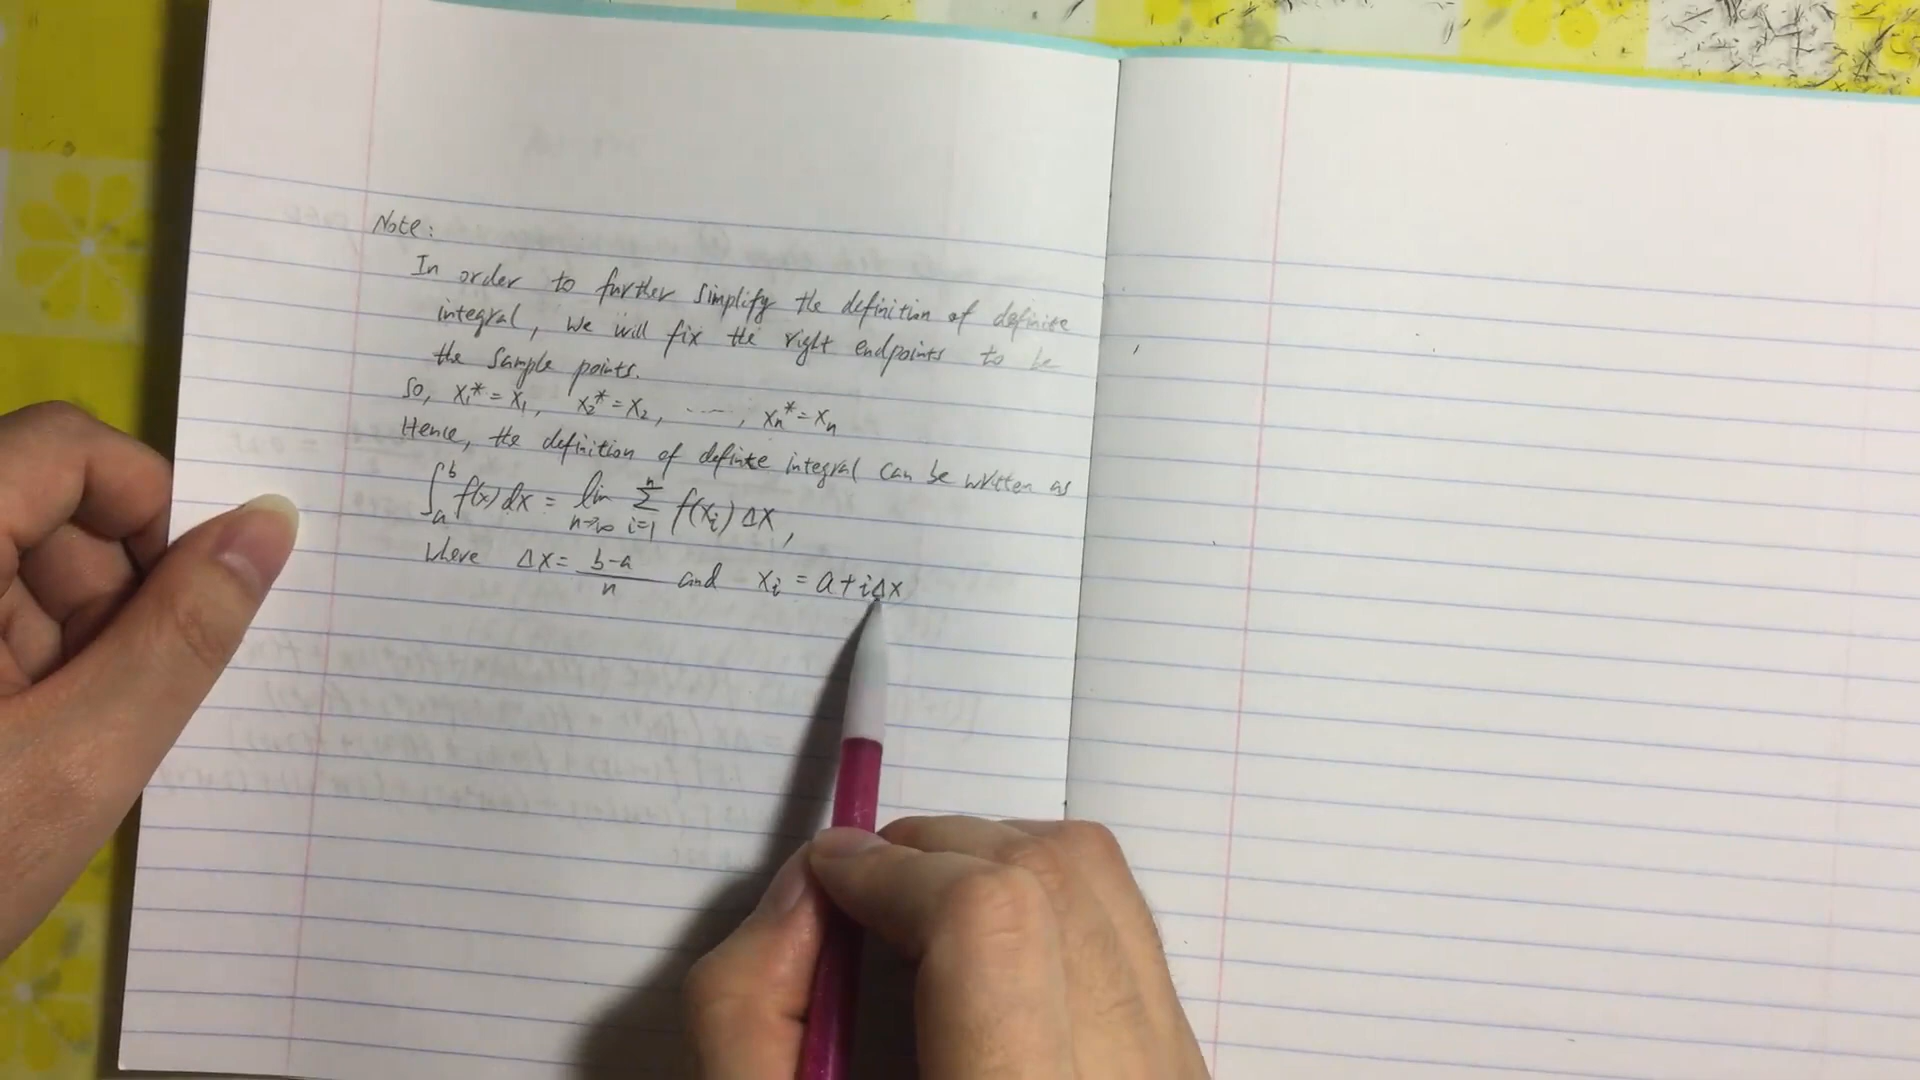 Note:
In order to further simplify the definition of definite
integral, we will fix the right endpoints to be
the sample points.
So, x₁* = x₁, x₂* = x₂, ----, xₙ* = xₙ
Hence, the definition of definite integral can be written as
∫ₐᵇ f(x) dx = lim n→∞ Σ i=1 n f(xᵢ) Δx,
where Δx = b-a / n and xᵢ = a + iΔx